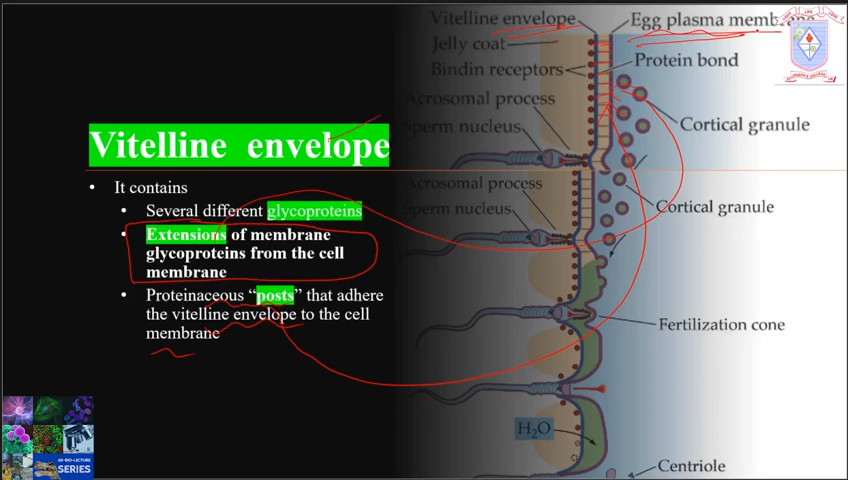 Vitelline envelope
It contains
Several different glycoproteins
Extensions of membrane
glycoproteins from the cell
membrane
Proteinaceous “posts” that adhere
the vitelline envelope to the cell
membrane
Vitelline envelope
Egg plasma membrane
Jelly coat
Protein bond
Bindin receptors
Acrosomal process
Cortical granule
Sperm nucleus
Acrosomal process
Sperm nucleus
Cortical granule
Fertilization cone
H₂O
Centriole
SERIES